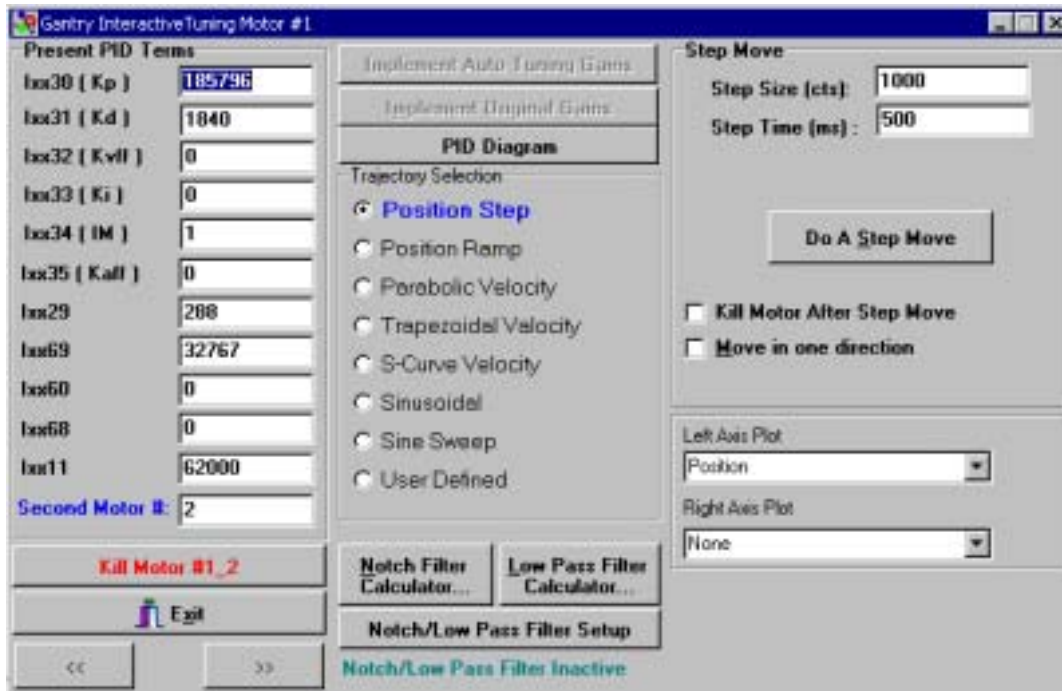 Gantry InteractiveTuning Motor #1
Present PID Terms
Ixx30 ( Kp ) 185796
Ixx31 ( Kd ) 1840
Ixx32 ( Kvff ) 0
Ixx33 ( Ki ) 0
Ixx34 ( IM ) 1
Ixx35 ( Kaff ) 0
Ixx29 288
Ixx69 32767
Ixx60 0
Ixx68 0
Ixx11 62000
Second Motor #: 2
Kill Motor #1_2
Exit
<< >>
Implement Auto Tuning Gains
Implement Original Gains
PID Diagram
Trajectory Selection
Position Step
Position Ramp
Parabolic Velocity
Trapezoidal Velocity
S-Curve Velocity
Sinusoidal
Sine Sweep
User Defined
Notch Filter
Calculator...
Low Pass Filter
Calculator...
Notch/Low Pass Filter Setup
Notch/Low Pass Filter Inactive
Step Move
Step Size (cts): 1000
Step Time (ms) : 500
Do A Step Move
Kill Motor After Step Move
Move in one direction
Left Axis Plot
Position
Right Axis Plot
None